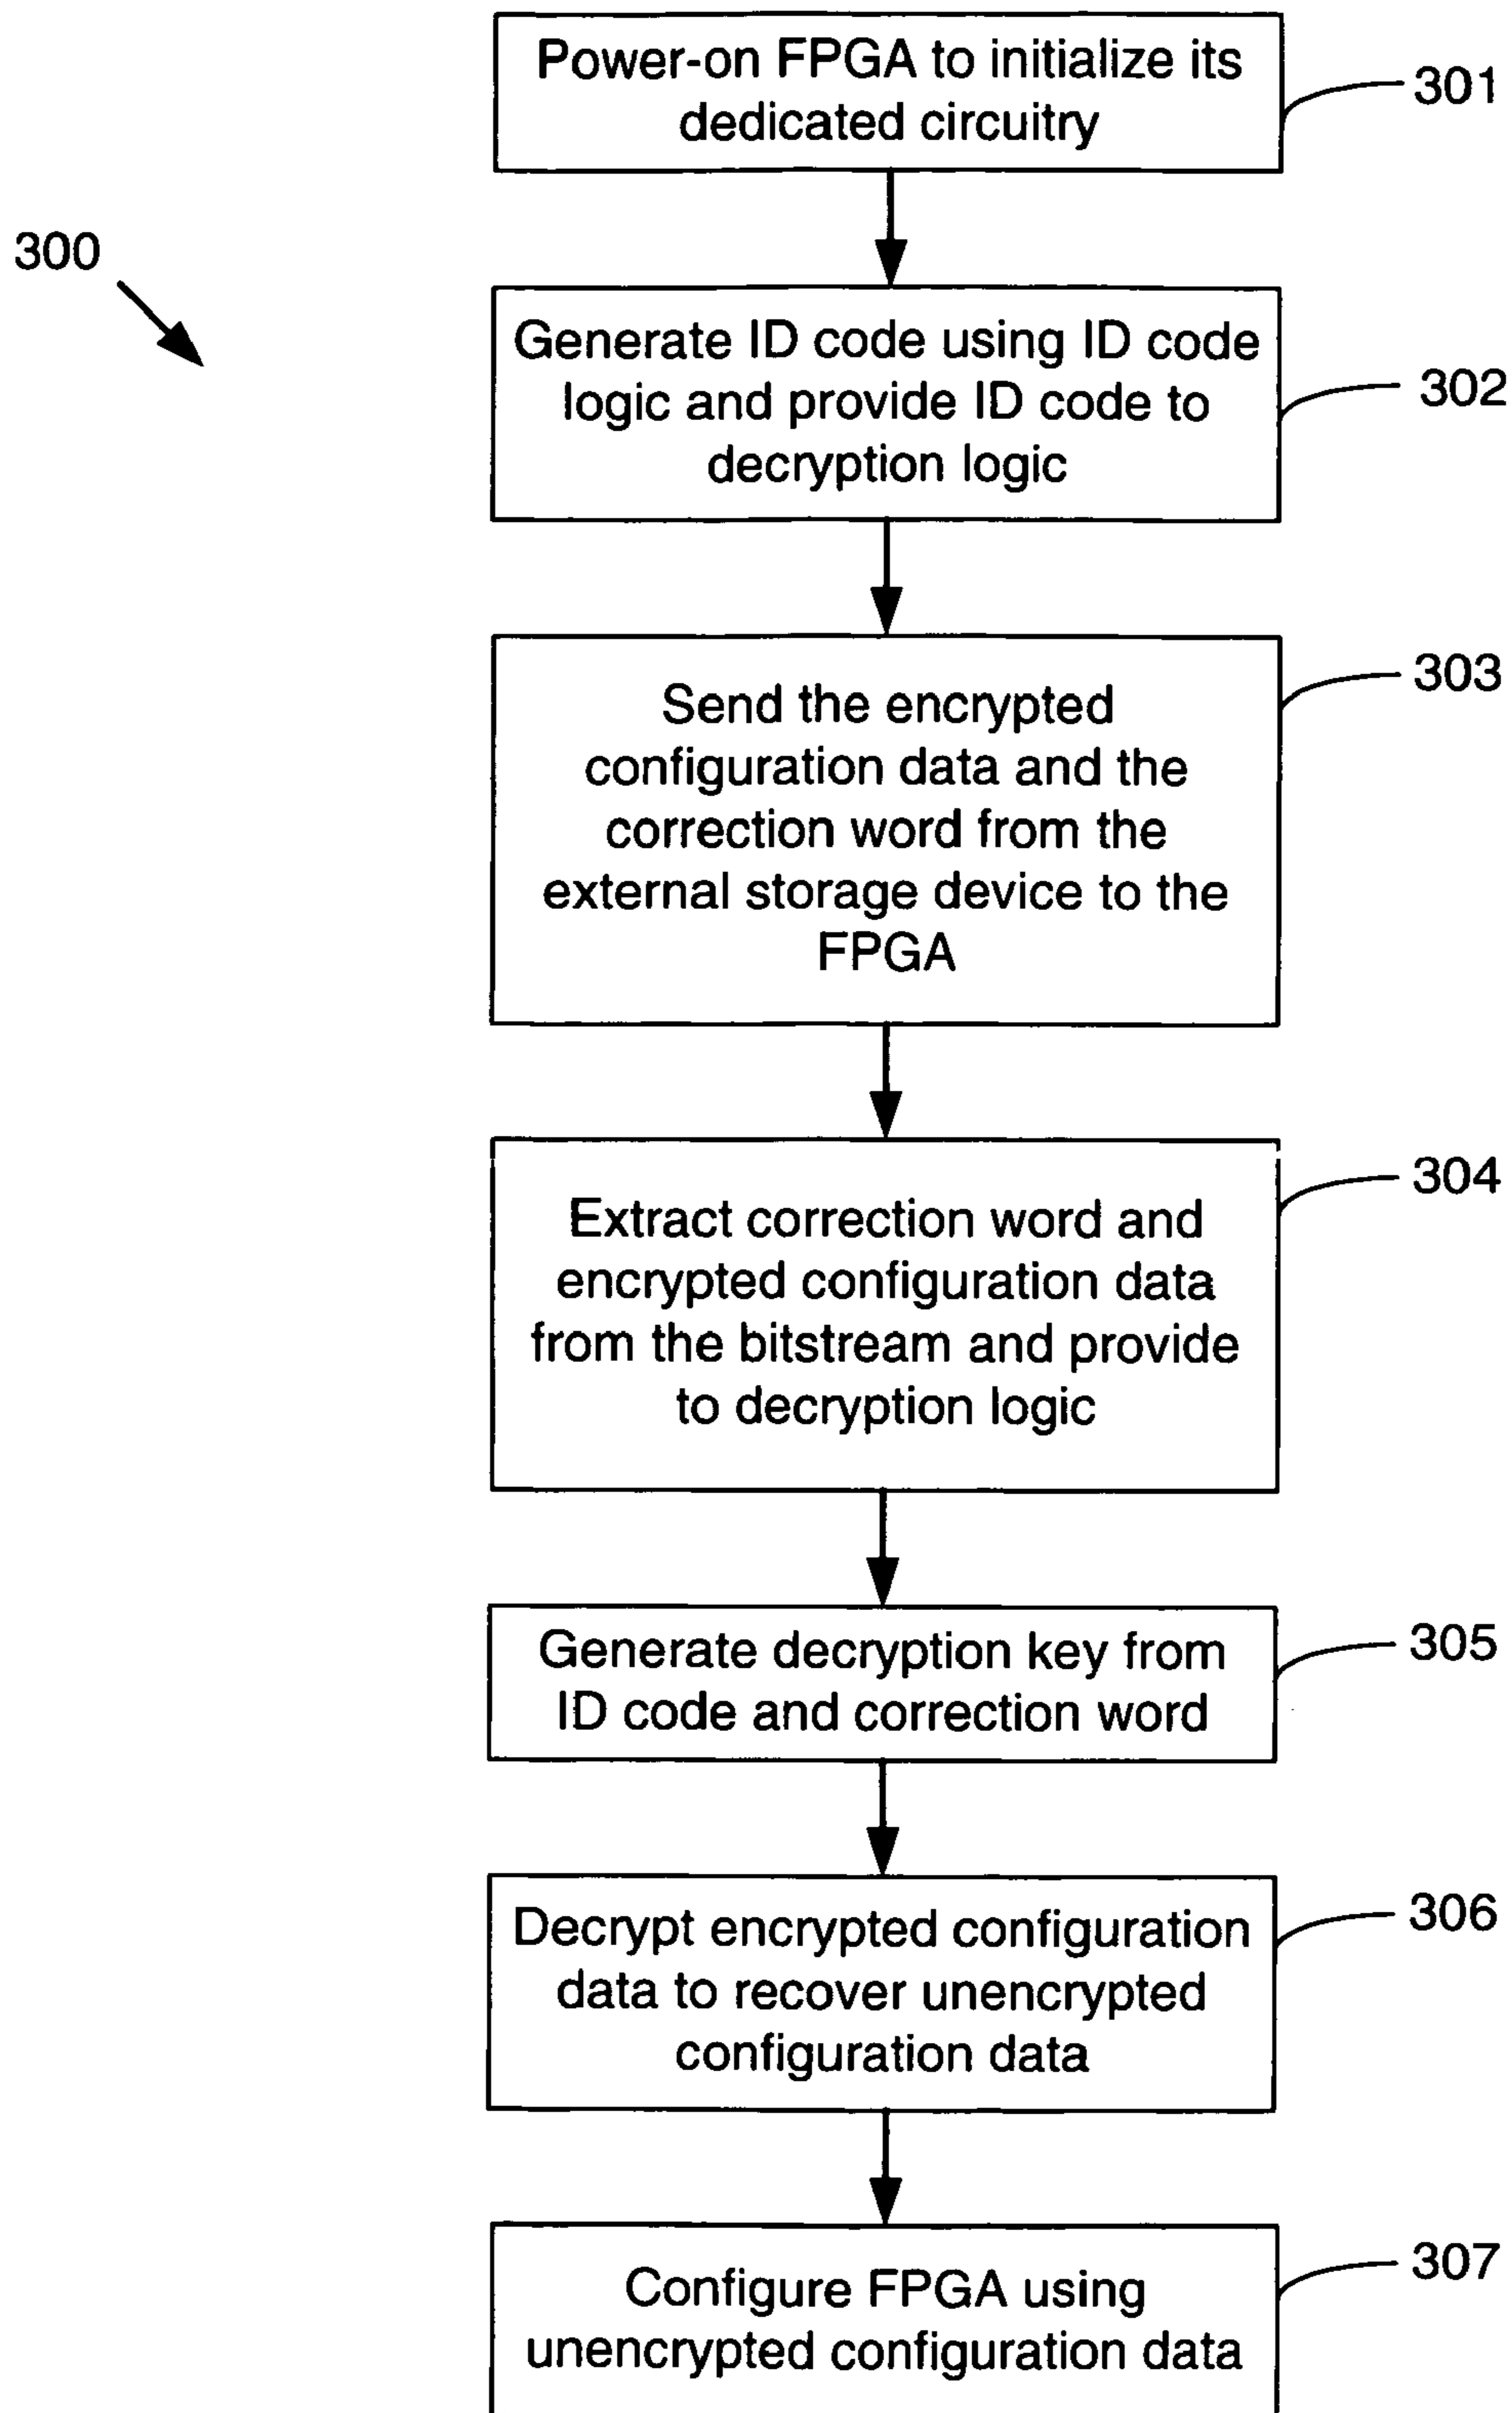 Power-on FPGA to initialize its
dedicated circuitry
301
300
Generate ID code using ID code
logic and provide ID code to
decryption logic
302
Send the encrypted
configuration data and the
correction word from the
external storage device to the
FPGA
303
Extract correction word and
encrypted configuration data
from the bitstream and provide
to decryption logic
304
Generate decryption key from
ID code and correction word
305
Decrypt encrypted configuration
data to recover unencrypted
configuration data
306
Configure FPGA using
unencrypted configuration data
307